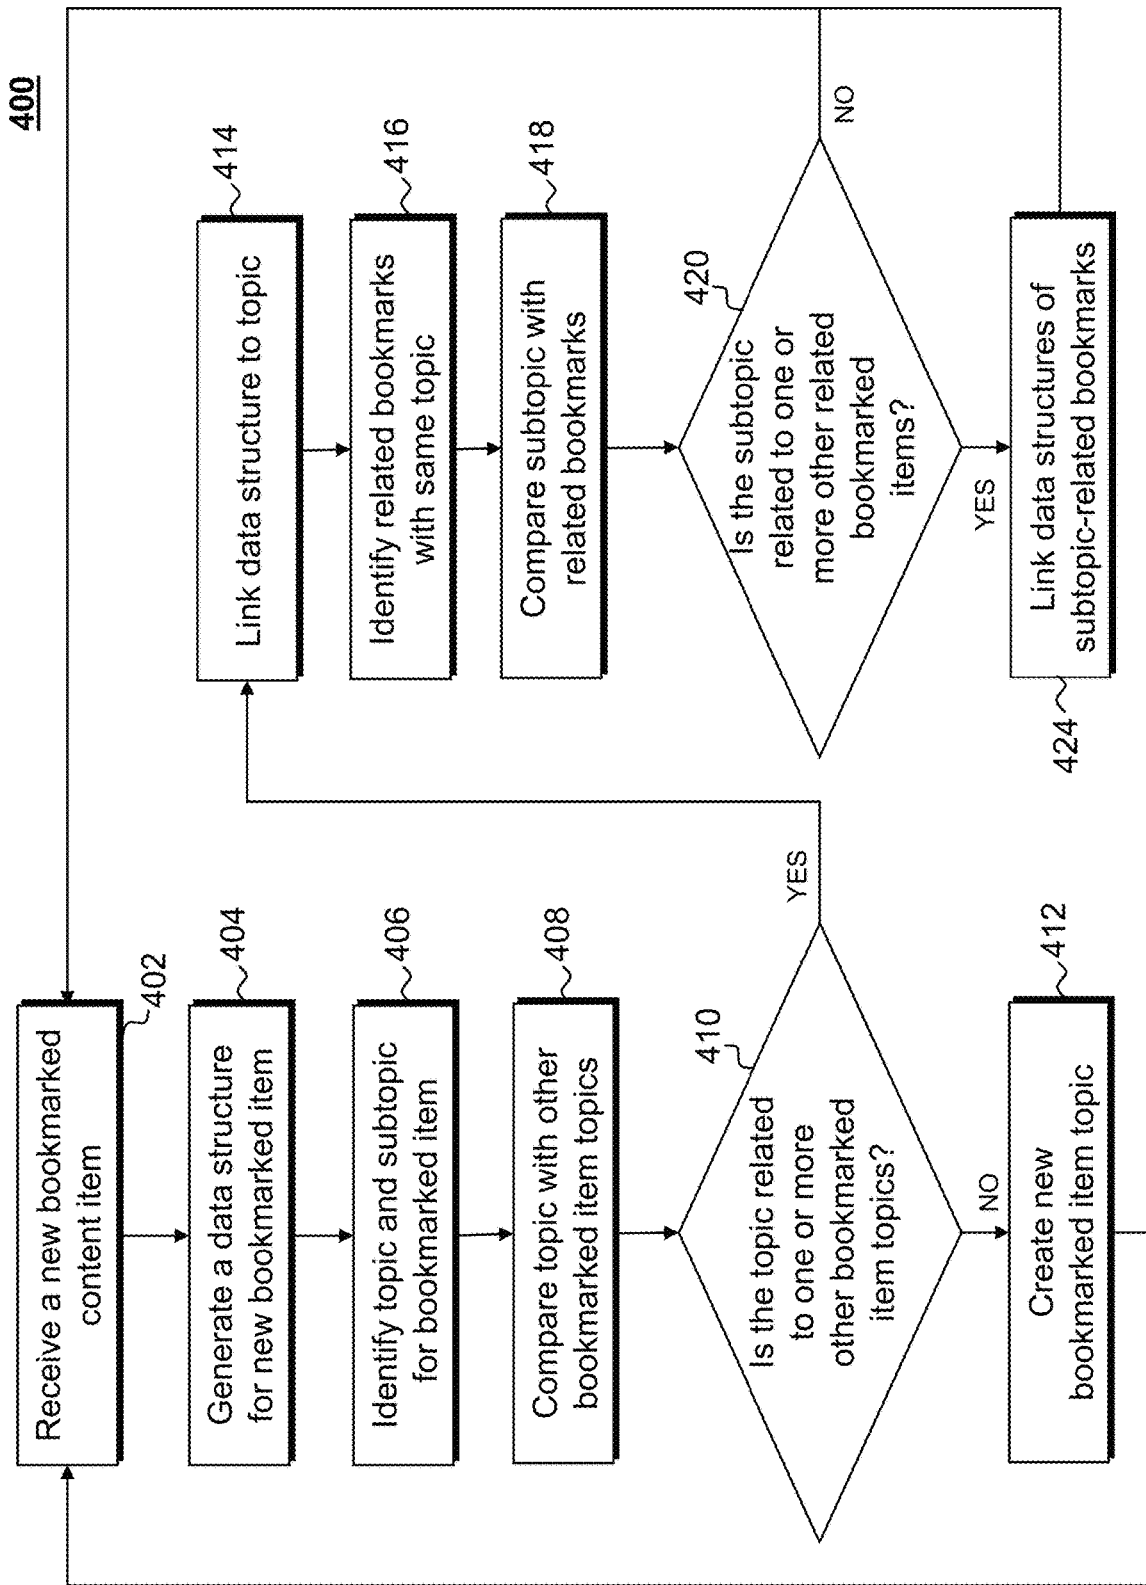 400
Receive a new bookmarked
content item
402
Generate a data structure
for new bookmarked item
404
Identify topic and subtopic
for bookmarked item
406
Compare topic with other
bookmarked item topics
408
Is the topic related
to one or more
other bookmarked
item topics?
410
YES
NO
Create new
bookmarked item topic
412
Link data structure to topic
414
Identify related bookmarks
with same topic
416
Compare subtopic with
related bookmarks
418
Is the subtopic
related to one or
more other related
bookmarked
items?
420
NO
YES
Link data structures of
subtopic-related bookmarks
424